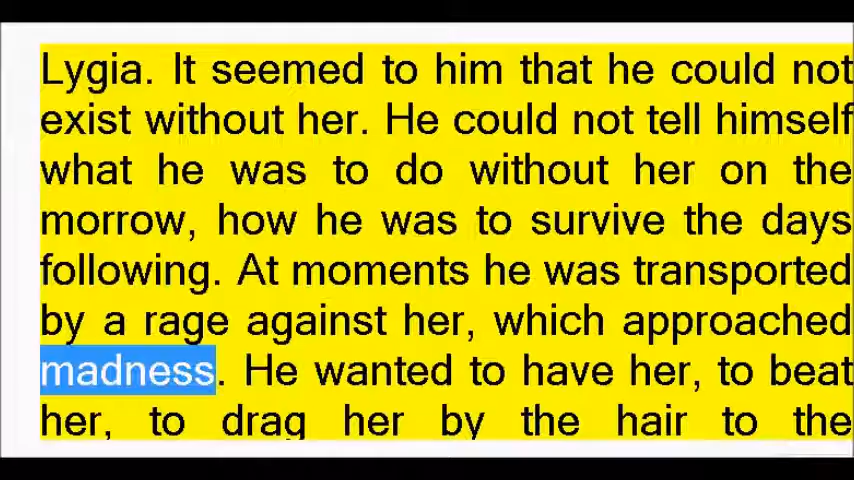 Lygia. It seemed to him that he could not
exist without her. He could not tell himself
what he was to do without her on the
morrow, how he was to survive the days
following. At moments he was transported
by a rage against her, which approached
madness. He wanted to have her, to beat
her, to drag her by the hair to the